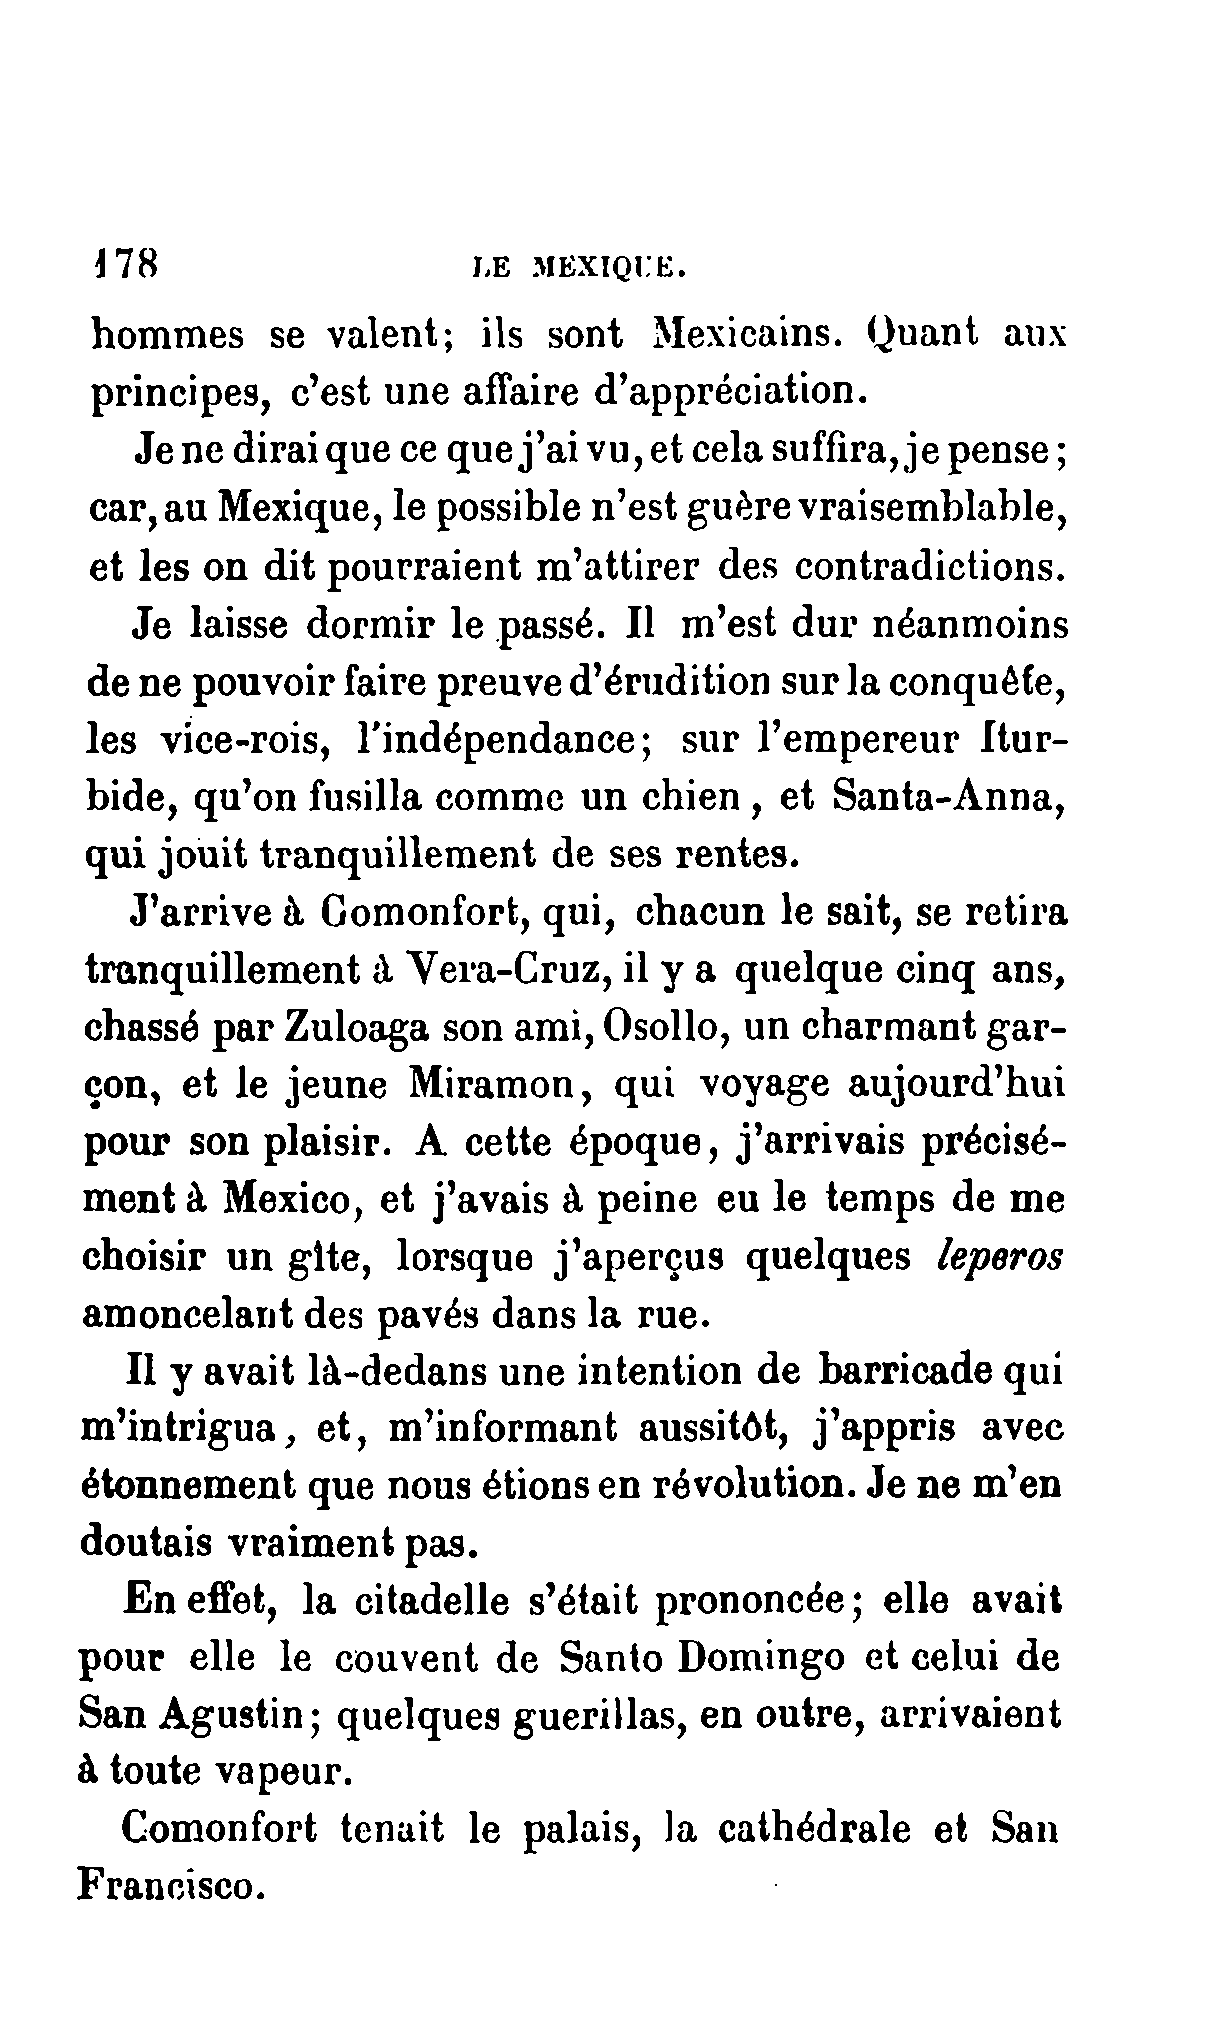 178 LE MEXIQUE.
hommes se valent; ils sont Mexicains. Quant aux
principes, c'est une affaire d'appréciation.
Je ne dirai que ce que j'ai vu, et cela suffira, je pense;
car, au Mexique, le possible n'est guère vraisemblable,
et les on dit pourraient m'attirer des contradictions.
Je laisse dormir le passé. Il m'est dur néanmoins
de ne pouvoir faire preuve d'érudition sur la conquête,
les vice-rois, l'indépendance; sur l'empereur Itur-
bide, qu'on fusilla comme un chien, et Santa-Anna,
qui jouit tranquillement de ses rentes.
J'arrive à Comonfort, qui, chacun le sait, se retira
tranquillement à Vera-Cruz, il y a quelque cinq ans,
chassé par Zuloaga son ami, Osollo, un charmant gar-
çon, et le jeune Miramon, qui voyage aujourd'hui
pour son plaisir. A cette époque, j'arrivais précisé-
ment à Mexico, et j'avais à peine eu le temps de me
choisir un gîte, lorsque j'aperçus quelques leperos
amoncelant des pavés dans la rue.
Il y avait là-dedans une intention de barricade qui
m'intrigua, et, m'informant aussitôt, j'appris avec
étonnement que nous étions en révolution. Je ne m'en
doutais vraiment pas.
En effet, la citadelle s'était prononcée; elle avait
pour elle le couvent de Santo Domingo et celui de
San Agustin; quelques guerillas, en outre, arrivaient
à toute vapeur.
Comonfort tenait le palais, la cathédrale et San
Francisco.